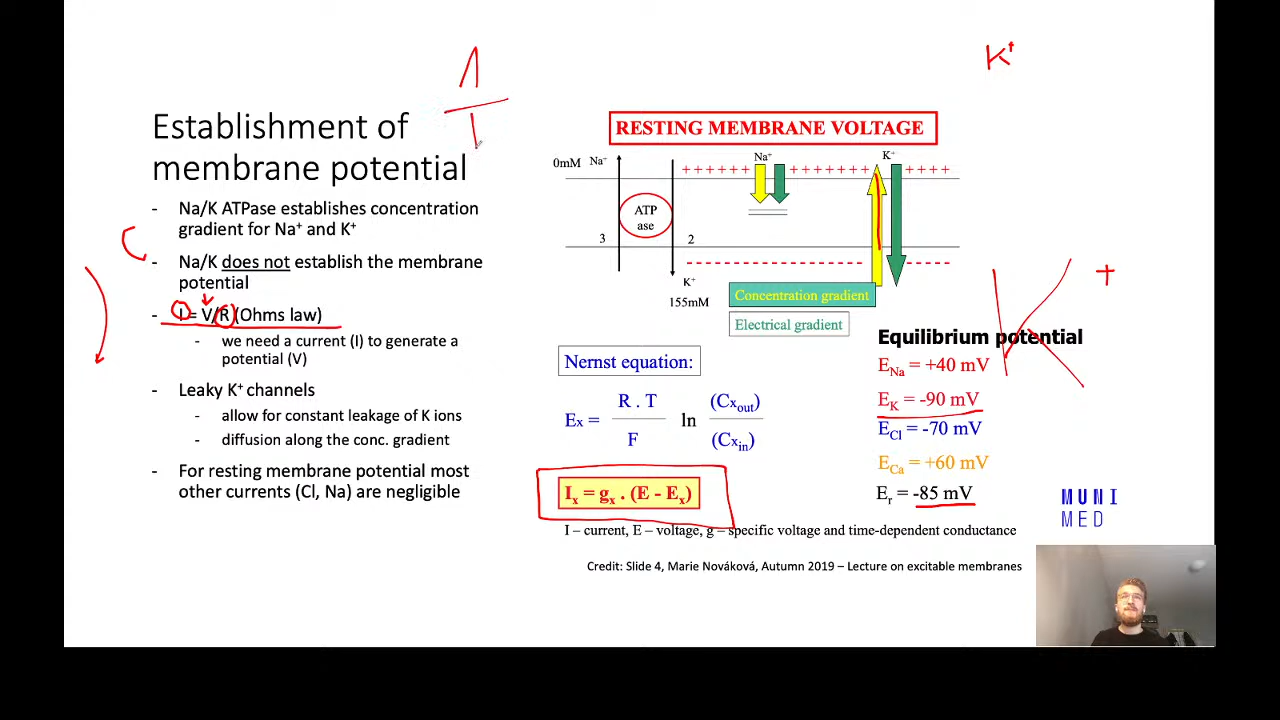 Establishment of
membrane potential
- Na/K ATPase establishes concentration
gradient for Na⁺ and K⁺
- Na/K does not establish the membrane
potential
- I = V/R (Ohms law)
- we need a current (I) to generate a
potential (V)
- Leaky K⁺ channels
- allow for constant leakage of K ions
- diffusion along the conc. gradient
- For resting membrane potential most
other currents (Cl, Na) are negligible
K⁺
RESTING MEMBRANE VOLTAGE
0mM Na⁺ Na⁺ K⁺
+ + + + + + + + + + + + + + + + + + +
ATP
ase
3 2
K⁺
155mM
Concentration gradient
Electrical gradient
K +
Nernst equation:
Eₓ = R . T / F ln (Cxₒᵤₜ) / (Cxᵢₙ)
Iₓ = gₓ . (E - Eₓ)
Equilibrium potential
E_Na = +40 mV
E_K = -90 mV
E_Cl = -70 mV
E_Ca = +60 mV
E_r = -85 mV
I – current, E – voltage, g – specific voltage and time-dependent conductance
Credit: Slide 4, Marie Nováková, Autumn 2019 – Lecture on excitable membranes
MUNI
MED